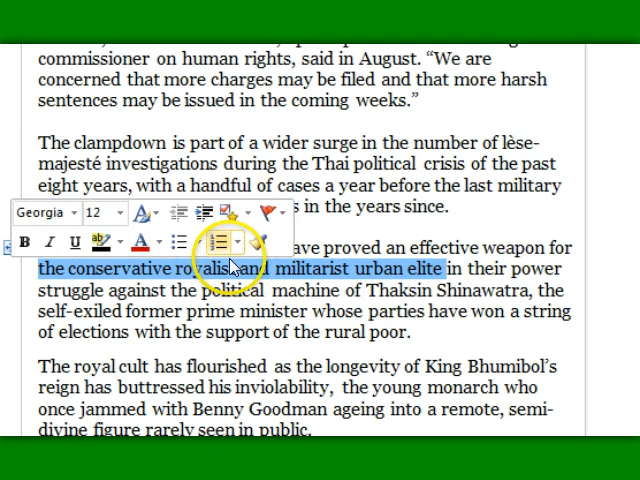 commissioner on human rights, said in August. “We are
concerned that more charges may be filed and that more harsh
sentences may be issued in the coming weeks.”
The clampdown is part of a wider surge in the number of lèse-
majesté investigations during the Thai political crisis of the past
eight years, with a handful of cases a year before the last military
s in the years since.
Georgia 12
B I U ab A
ave proved an effective weapon for
the conservative royalist and militarist urban elite in their power
struggle against the political machine of Thaksin Shinawatra, the
self-exiled former prime minister whose parties have won a string
of elections with the support of the rural poor.
The royal cult has flourished as the longevity of King Bhumibol’s
reign has buttressed his inviolability, the young monarch who
once jammed with Benny Goodman ageing into a remote, semi-
divine figure rarely seen in public.